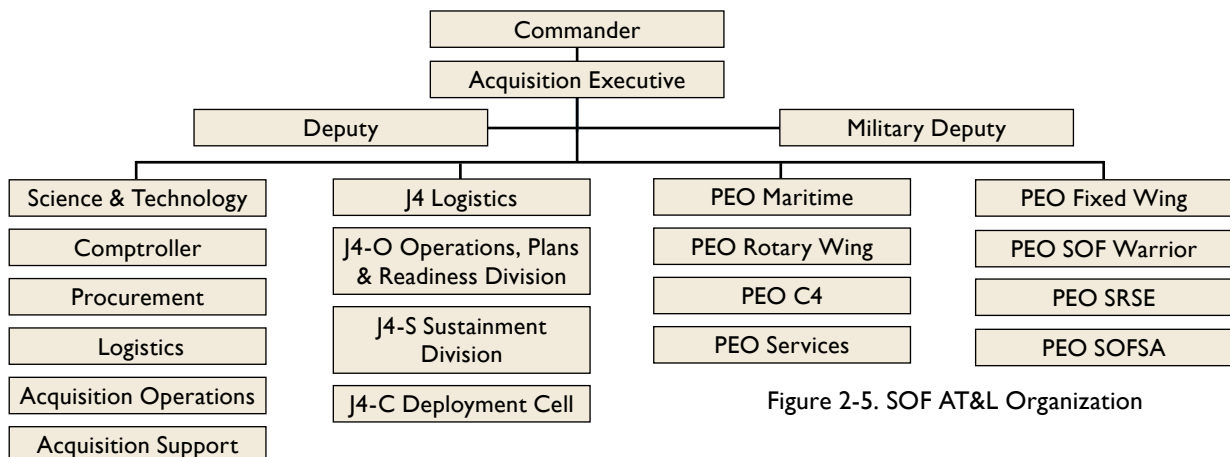 Commander
Acquisition Executive
Deputy
Military Deputy
Science & Technology
Comptroller
Procurement
Logistics
Acquisition Operations
Acquisition Support
J4 Logistics
J4-O Operations, Plans
& Readiness Division
J4-S Sustainment
Division
J4-C Deployment Cell
PEO Maritime
PEO Rotary Wing
PEO C4
PEO Services
PEO Fixed Wing
PEO SOF Warrior
PEO SRSE
PEO SOFSA
Figure 2-5. SOF AT&L Organization